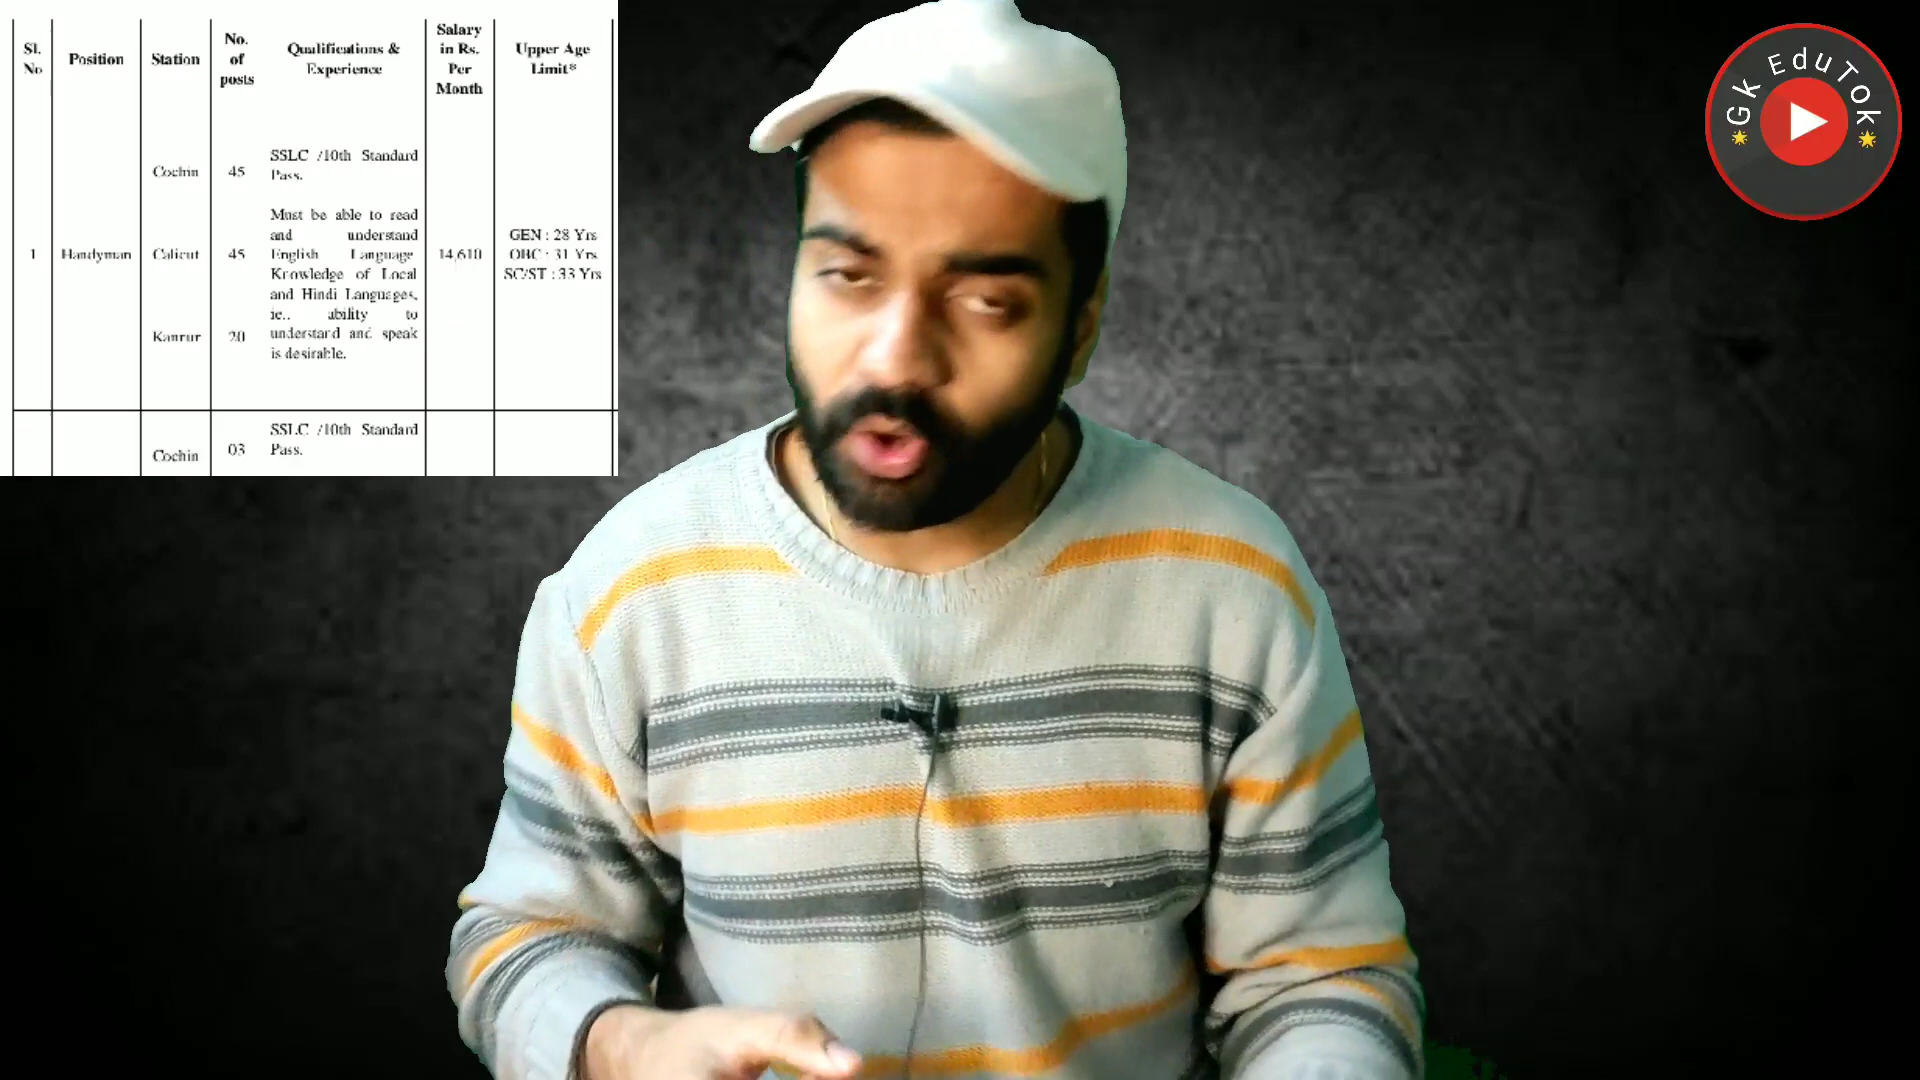 Sl.
No
Position
Station
No.
of
posts
Qualifications &
Experience
Salary
in Rs.
Per
Month
Upper Age
Limit*
1
Handyman
Cochin
45
Calicut
45
Kannur
20
SSLC /10th Standard
Pass.
Must be able to read
and understand
English Language
Knowledge of Local
and Hindi Languages,
ie.. ability to
understand and speak
is desirable.
14,610
GEN : 28 Yrs
OBC : 31 Yrs
SC/ST : 33 Yrs
Cochin
03
SSLC /10th Standard
Pass.
Gk EduTok